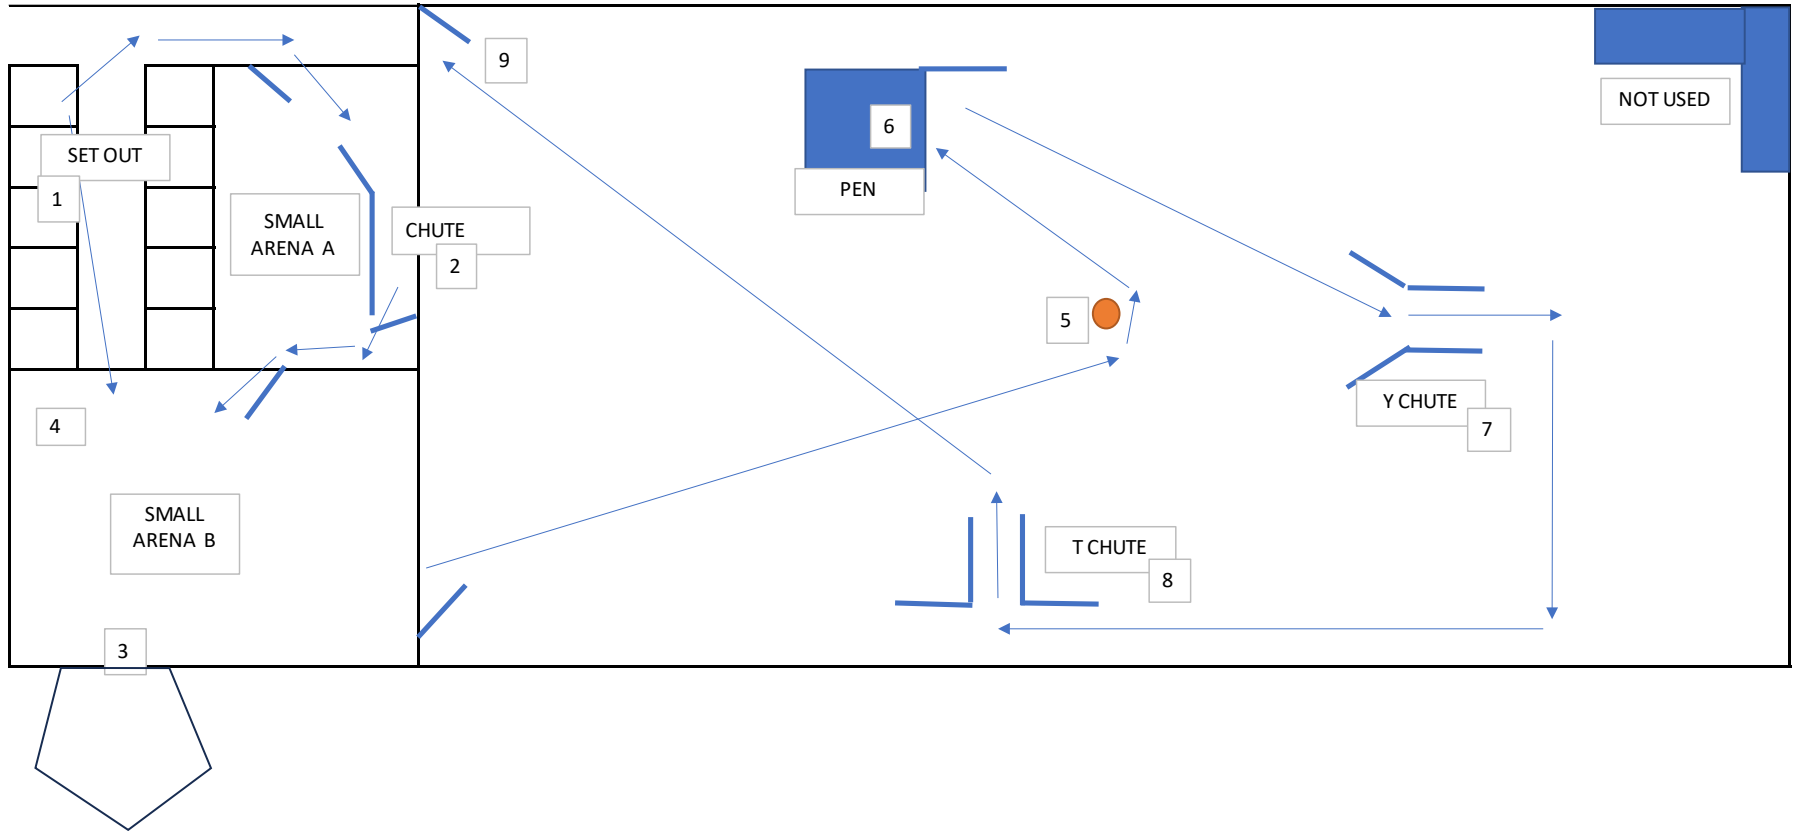 SET OUT
1
SMALL
ARENA A
CHUTE
2
4
SMALL
ARENA B
3
9
6
PEN
5
NOT USED
Y CHUTE
7
T CHUTE
8